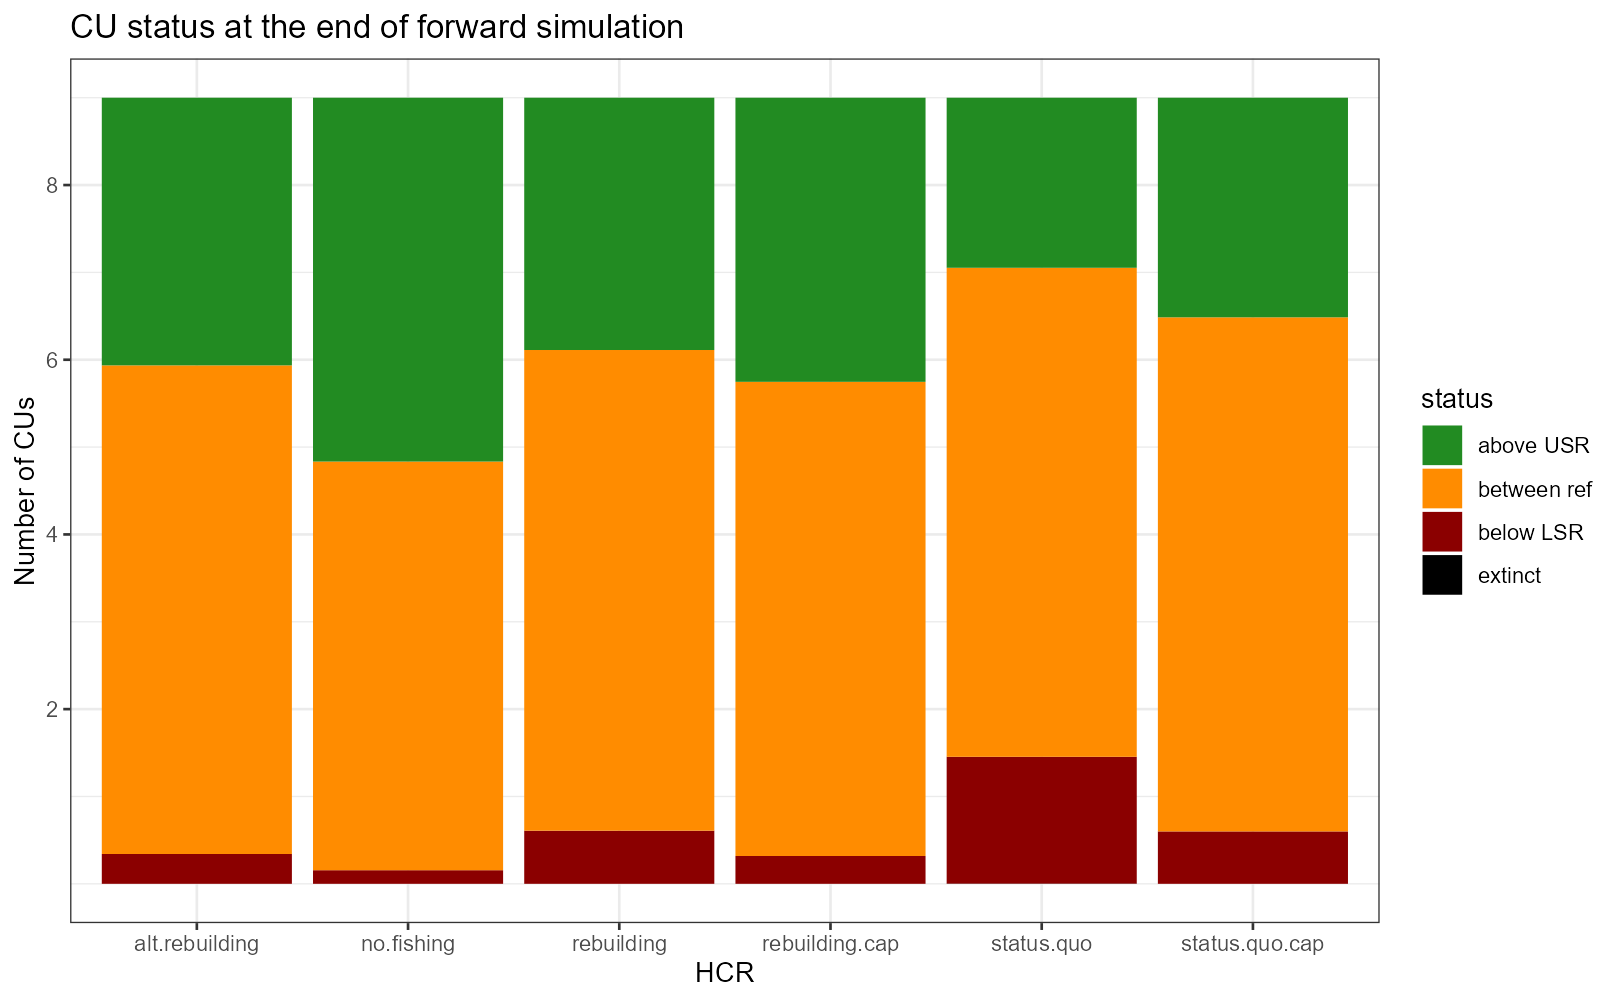 CU status at the end of forward simulation
Number of CUs
8
6
4
2
alt.rebuilding
no.fishing
rebuilding
rebuilding.cap
status.quo
status.quo.cap
HCR
status
above USR
between ref
below LSR
extinct